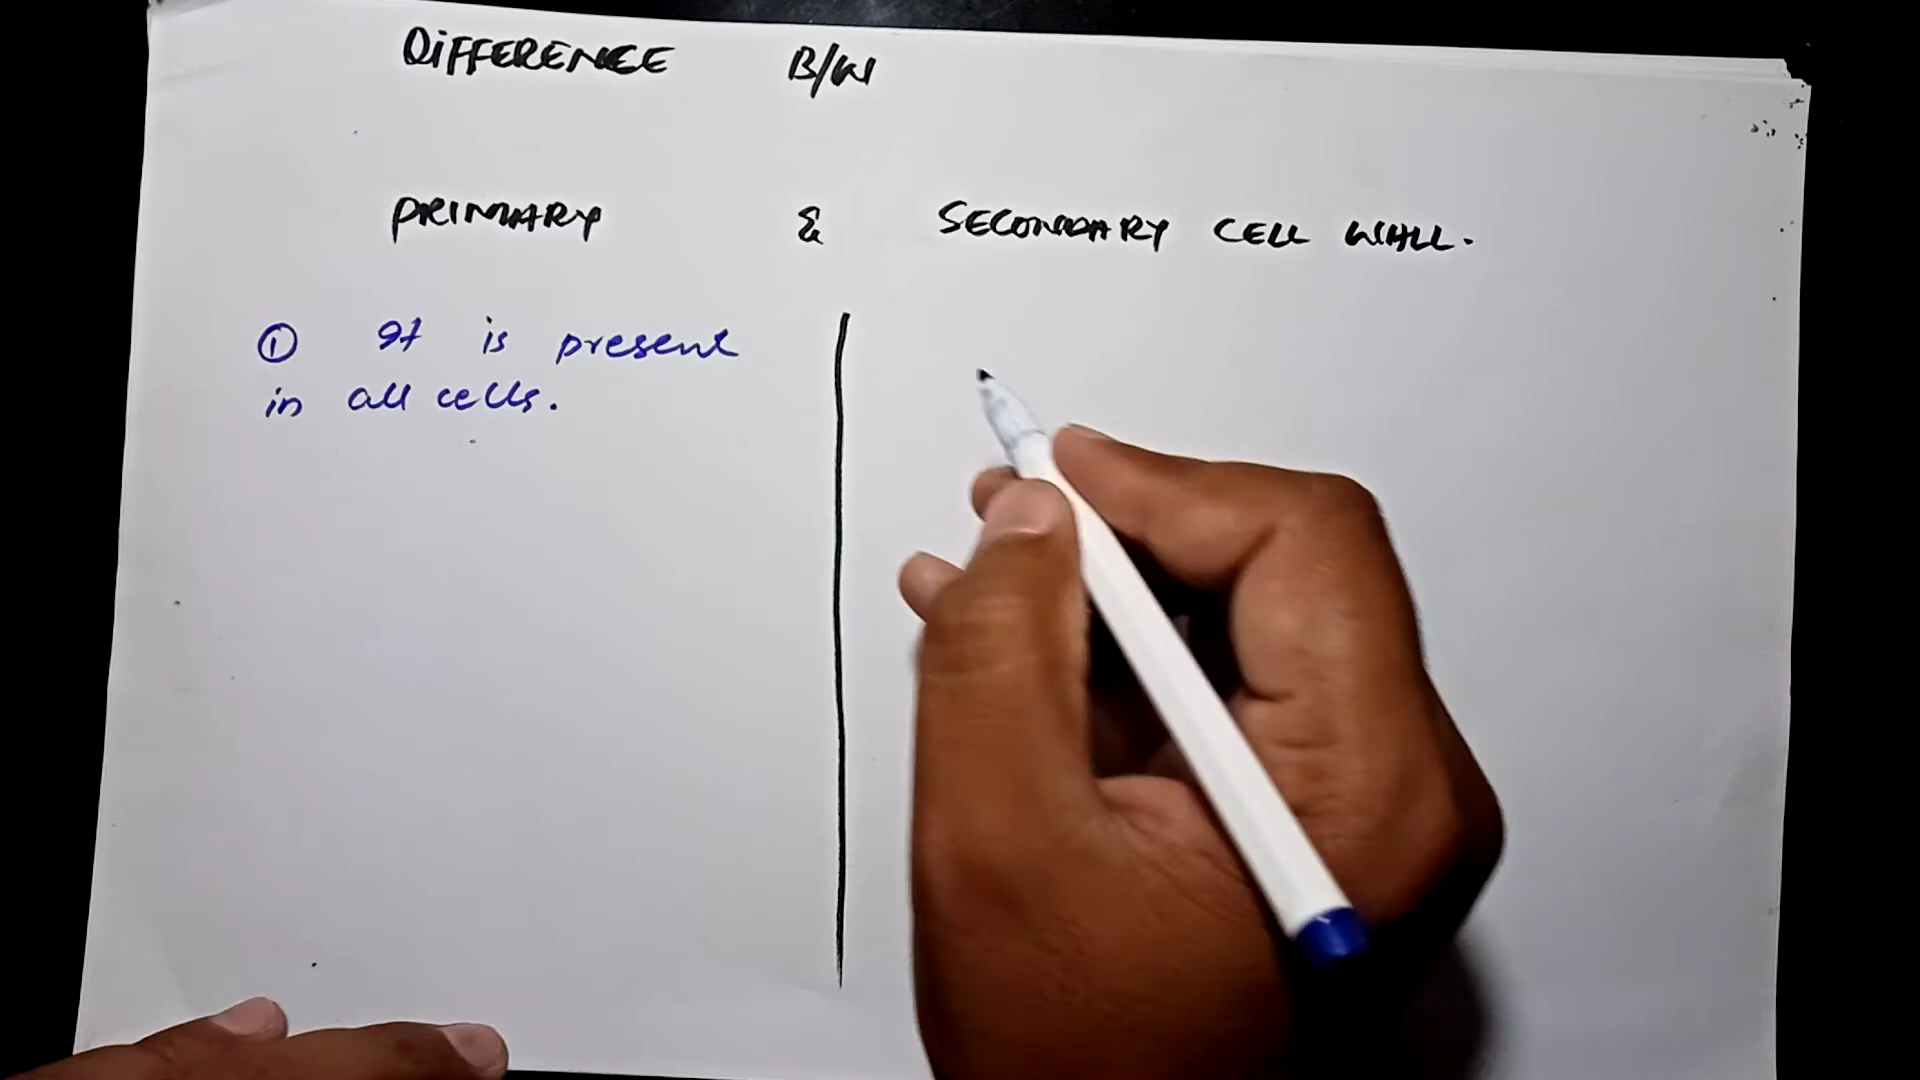 DIFFERENCE B/W
PRIMARY & SECONDARY CELL WALL.
① It is present
in all cells.